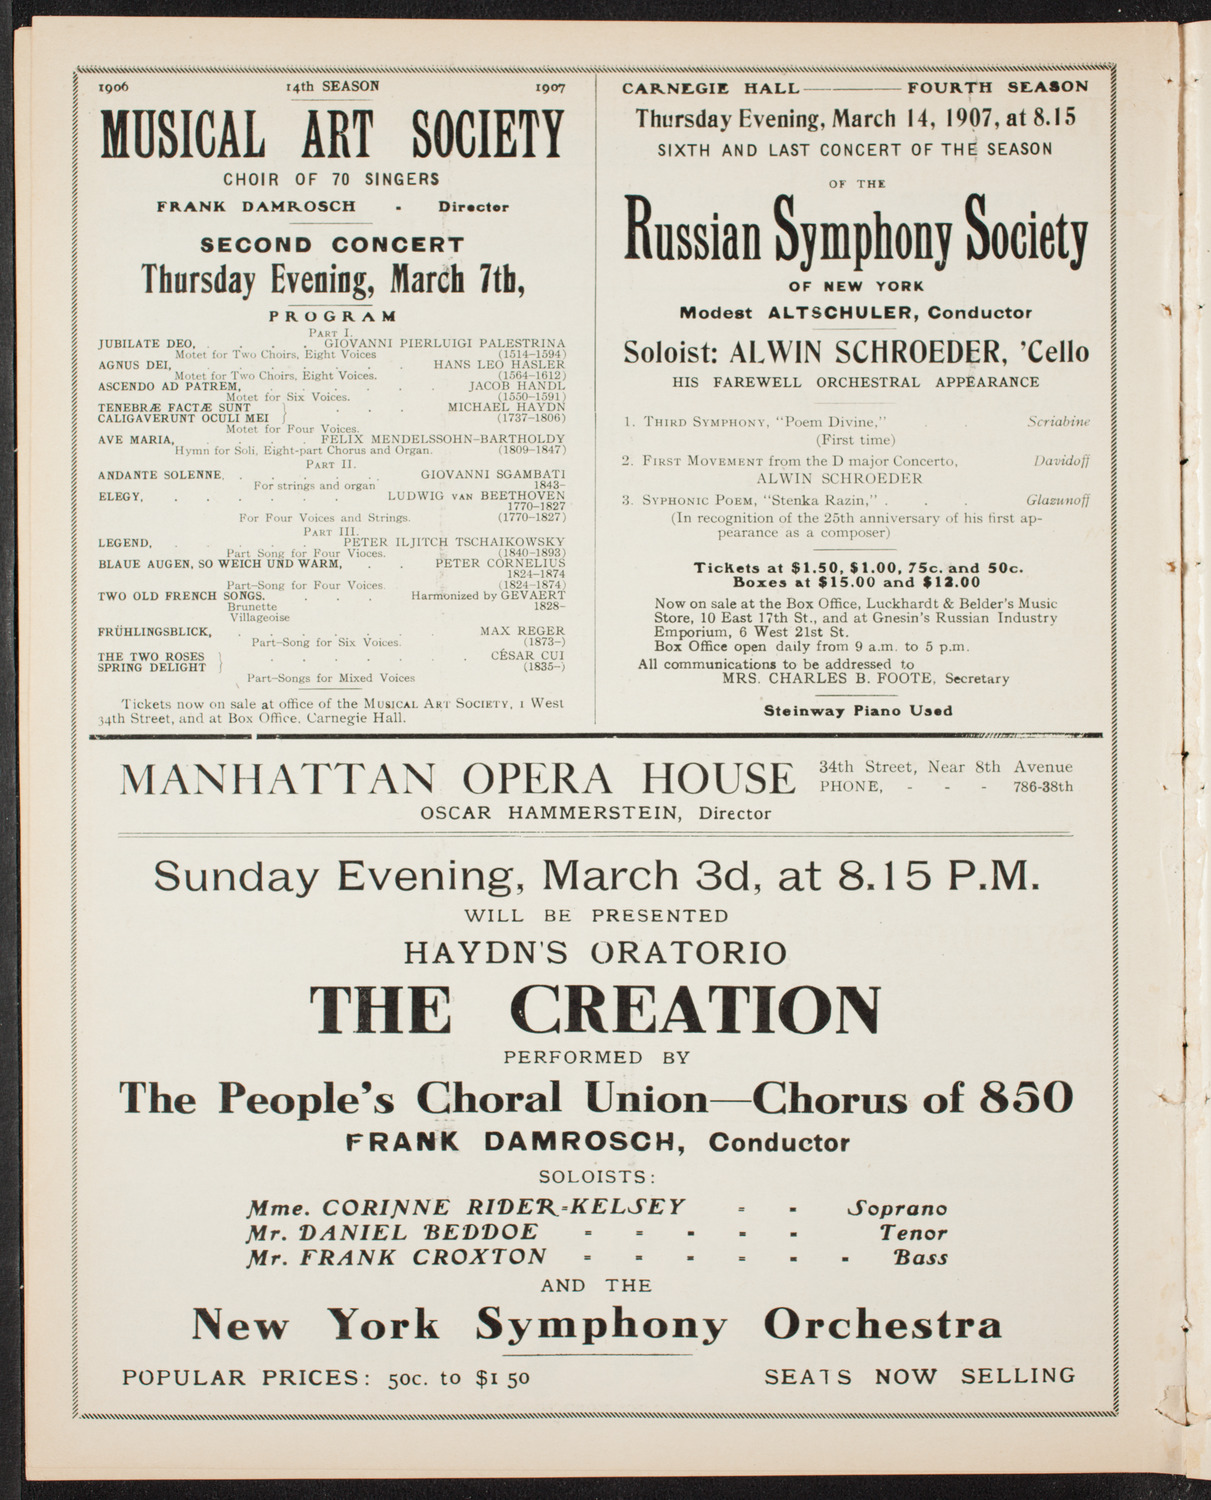 1906 14th SEASON 1907
MUSICAL ART SOCIETY
CHOIR OF 70 SINGERS
FRANK DAMROSCH - Director
SECOND CONCERT
Thursday Evening, March 7th,
PROGRAM
PART I.
JUBILATE DEO, . . . . GIOVANNI PIERLUIGI PALESTRINA
Motet for Two Choirs, Eight Voices (1514-1594)
AGNUS DEI, . . . . . HANS LEO HASLER
Motet for Two Choirs, Eight Voices. (1564-1612)
ASCENDO AD PATREM, . . . . JACOB HANDL
Motet for Six Voices. (1550-1591)
TENEBRÆ FACTÆ SUNT } . . . MICHAEL HAYDN
CALIGAVERUNT OCULI MEI } (1737-1806)
Motet for Four Voices.
AVE MARIA, . . . . FELIX MENDELSSOHN-BARTHOLDY
Hymn for Soli, Eight-part Chorus and Organ. (1809-1847)
PART II.
ANDANTE SOLENNE, . . . . GIOVANNI SGAMBATI
For strings and organ 1843-
ELEGY, . . . . . . LUDWIG VAN BEETHOVEN
1770-1827
For Four Voices and Strings. (1770-1827)
PART III.
LEGEND, . . . . PETER ILJITCH TSCHAIKOWSKY
Part Song for Four Vioces. (1840-1893)
BLAUE AUGEN, SO WEICH UND WARM, . . PETER CORNELIUS
1824-1874
Part-Song for Four Voices. (1824-1874)
TWO OLD FRENCH SONGS. . . . . Harmonized by GEVAERT
Brunette 1828-
Villageoise
FRÜHLINGSBLICK, . . . . . . MAX REGER
Part-Song for Six Voices. (1873-)
THE TWO ROSES } . . . . . . CÉSAR CUI
SPRING DELIGHT } (1835-)
Part-Songs for Mixed Voices
Tickets now on sale at office of the MUSICAL ART SOCIETY, 1 West
34th Street, and at Box Office, Carnegie Hall.
CARNEGIE HALL———FOURTH SEASON
Thursday Evening, March 14, 1907, at 8.15
SIXTH AND LAST CONCERT OF THE SEASON
OF THE
Russian Symphony Society
OF NEW YORK
Modest ALTSCHULER, Conductor
Soloist: ALWIN SCHROEDER, 'Cello
HIS FAREWELL ORCHESTRAL APPEARANCE
1. THIRD SYMPHONY, "Poem Divine," . . Scriabine
(First time)
2. FIRST MOVEMENT from the D major Concerto, Davidoff
ALWIN SCHROEDER
3. SYPHONIC POEM, "Stenka Razin," . . . Glazunoff
(In recognition of the 25th anniversary of his first ap-
pearance as a composer)
Tickets at $1.50, $1.00, 75c. and 50c.
Boxes at $15.00 and $12.00
Now on sale at the Box Office, Luckhardt & Belder's Music
Store, 10 East 17th St., and at Gnesin's Russian Industry
Emporium, 6 West 21st St.
Box Office open daily from 9 a.m. to 5 p.m.
All communications to be addressed to
MRS. CHARLES B. FOOTE, Secretary
Steinway Piano Used
MANHATTAN OPERA HOUSE
34th Street, Near 8th Avenue
PHONE, - - - 786-38th
OSCAR HAMMERSTEIN, Director
Sunday Evening, March 3d, at 8.15 P.M.
WILL BE PRESENTED
HAYDN'S ORATORIO
THE CREATION
PERFORMED BY
The People's Choral Union—Chorus of 850
FRANK DAMROSCH, Conductor
SOLOISTS:
Mme. CORINNE RIDER-KELSEY - - Soprano
Mr. DANIEL BEDDOE - - - - - Tenor
Mr. FRANK CROXTON - - - - - - Bass
AND THE
New York Symphony Orchestra
POPULAR PRICES: 50c. to $1 50 SEATS NOW SELLING